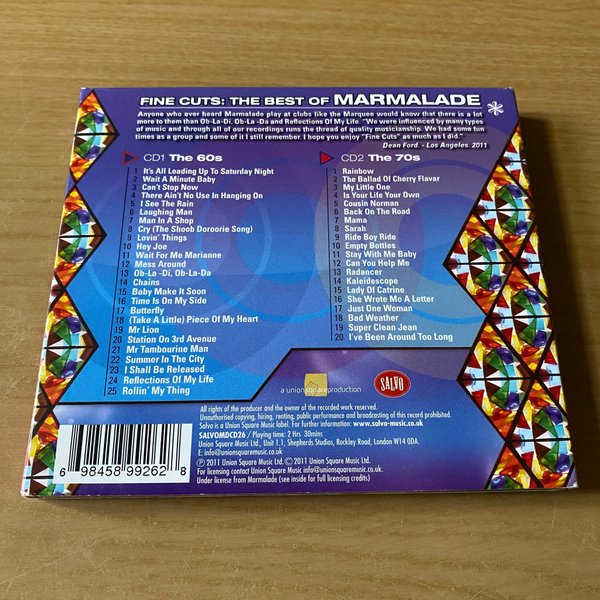 FINE CUTS: THE BEST OF MARMALADE
Anyone who ever heard Marmalade play at clubs like the Marquee would know that there is a lot
more to them than Ob-La-Di, Ob-La-Da and Reflections Of My Life. "We were influenced by many types
of music and through all of our recordings runs the thread of quality musicianship. We had some fun
times as a group and some of it I still remember. I hope you enjoy "Fine Cuts" as much as I did."
Dean Ford. - Los Angeles. 2011
CD1 The 60s
1 It's All Leading Up To Saturday Night
2 Wait A Minute Baby
3 Can't Stop Now
4 There Ain't No Use In Hanging On
5 I See The Rain
6 Laughing Man
7 Man In A Shop
8 Cry (The Shoob Doroorie Song)
9 Lovin' Things
10 Hey Joe
11 Wait For Me Marianne
12 Mess Around
13 Ob-La -Di, Ob-La-Da
14 Chains
15 Baby Make It Soon
16 Time Is On My Side
17 Butterfly
18 (Take A Little) Piece Of My Heart
19 Mr Lion
20 Station On 3rd Avenue
21 Mr Tambourine Man
22 Summer In The City
23 I Shall Be Released
24 Reflections Of My Life
25 Rollin' My Thing
CD2 The 70s
1 Rainbow
2 The Ballad Of Cherry Flavar
3 My Little One
4 Is Your Life Your Own
5 Cousin Norman
6 Back On The Road
7 Mama
8 Sarah
9 Ride Boy Ride
10 Empty Bottles
11 Stay With Me Baby
12 Can You Help Me
13 Radancer
14 Kaleidoscope
15 Lady Of Catrine
16 She Wrote Me A Letter
17 Just One Woman
18 Bad Weather
19 Super Clean Jean
20 I've Been Around Too Long
a unionsquareproduction
SALVO
All rights of the producer and the owner of the recorded work reserved.
Unauthorised copying, hiring, renting, public performance and broadcasting of this record prohibited.
Salvo is a Union Square Music label. For further information: www.salvo-music.co.uk
SALVOMDCD26 / Playing time: 2 Hrs 30mins
Union Square Music Ltd., Unit 1.1, Shepherds Studios, Rockley Road, London W14 0DA.
E: info@unionsquaremusic.co.uk
℗ 2011 Union Square Music Ltd. © 2011 Union Square Music Ltd.
For licensing contact Union Square Music info@unionsquaremusic.co.uk.
Under license from Marmalade (see inside for full licensing credits)
6 98458 99262 8